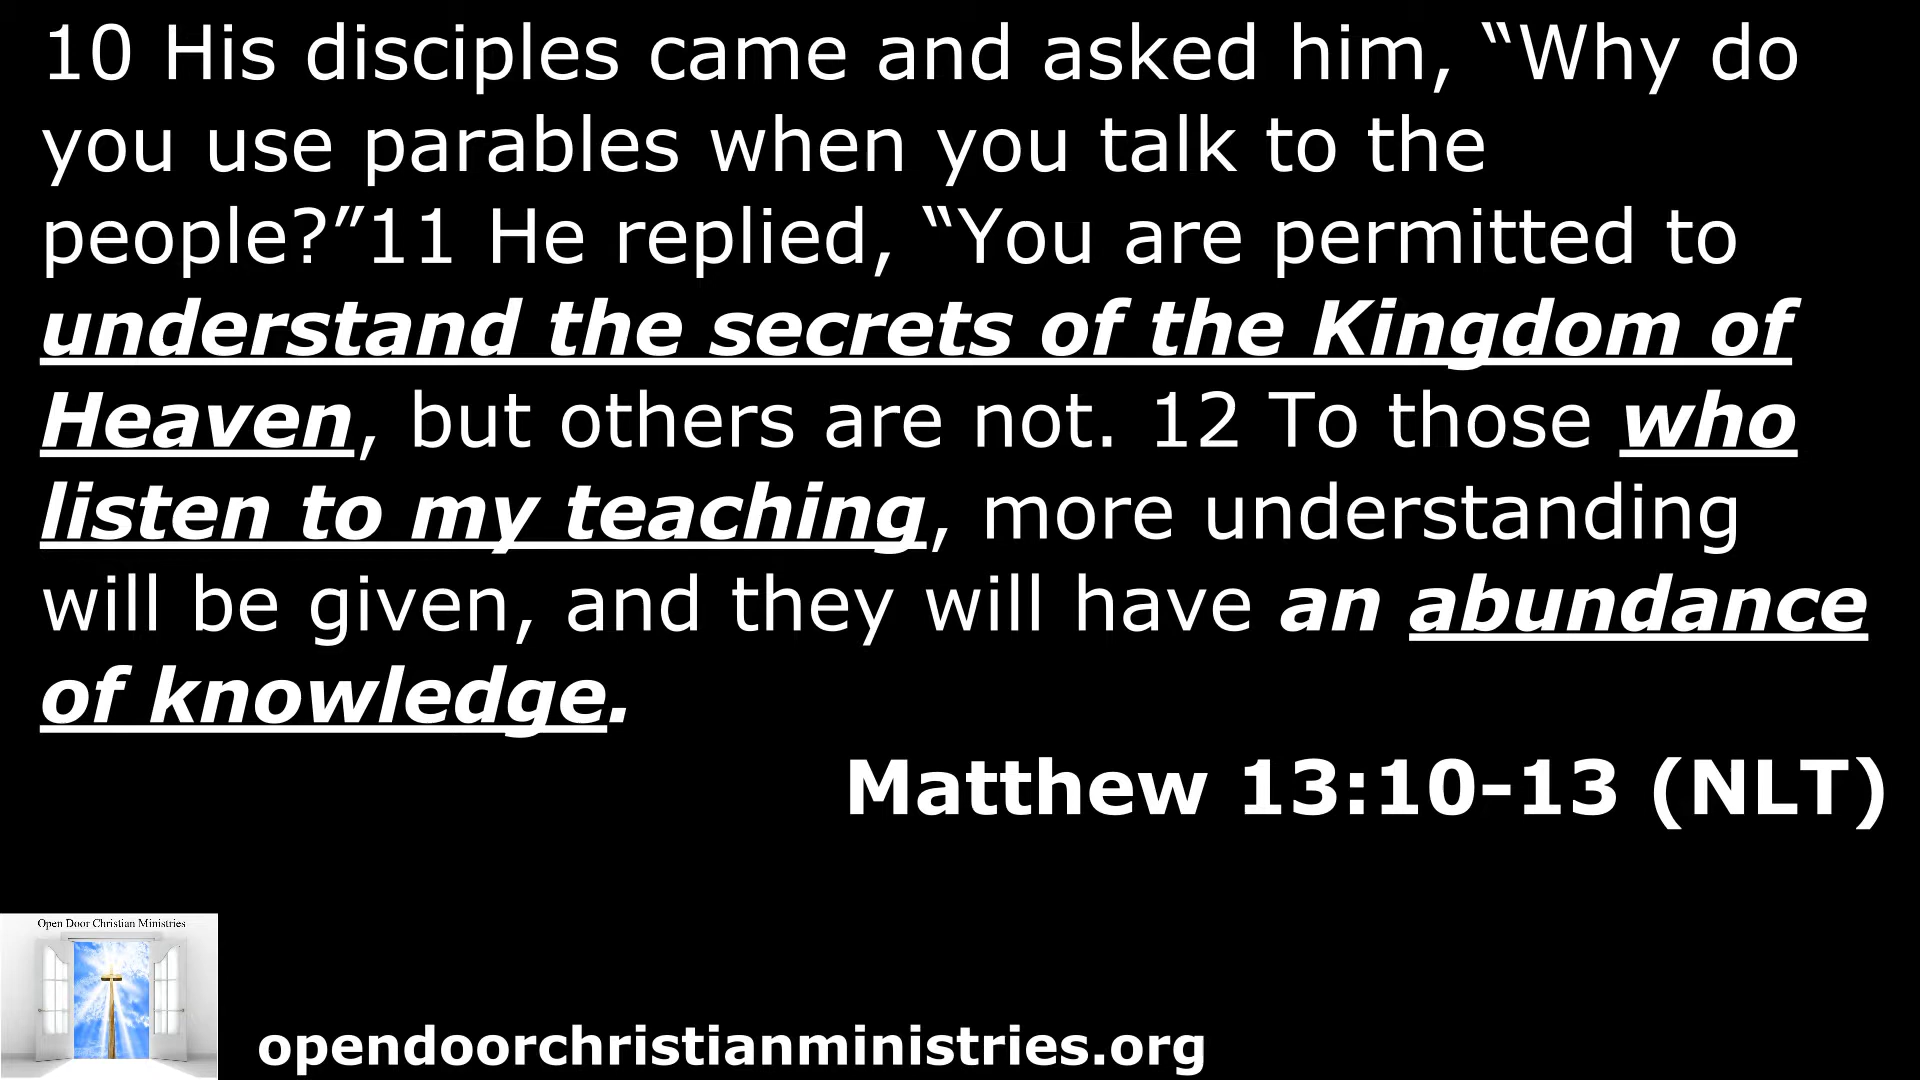 10 His disciples came and asked him, “Why do
you use parables when you talk to the
people?”11 He replied, “You are permitted to
understand the secrets of the Kingdom of
Heaven, but others are not. 12 To those who
listen to my teaching, more understanding
will be given, and they will have an abundance
of knowledge.
Matthew 13:10-13 (NLT)
Open Door Christian Ministries
opendoorchristianministries.org